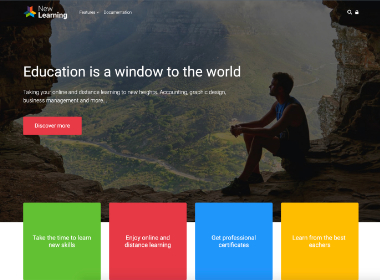 New
Learning
Features
Documentation
Education is a window to the world
Taking your online and distance learning to new heights. Accounting, graphic design,
business management and more.
Discover more
Take the time to learn
new skills
Enjoy online and
distance learning
Get professional
certificates
Learn from the best
eachers